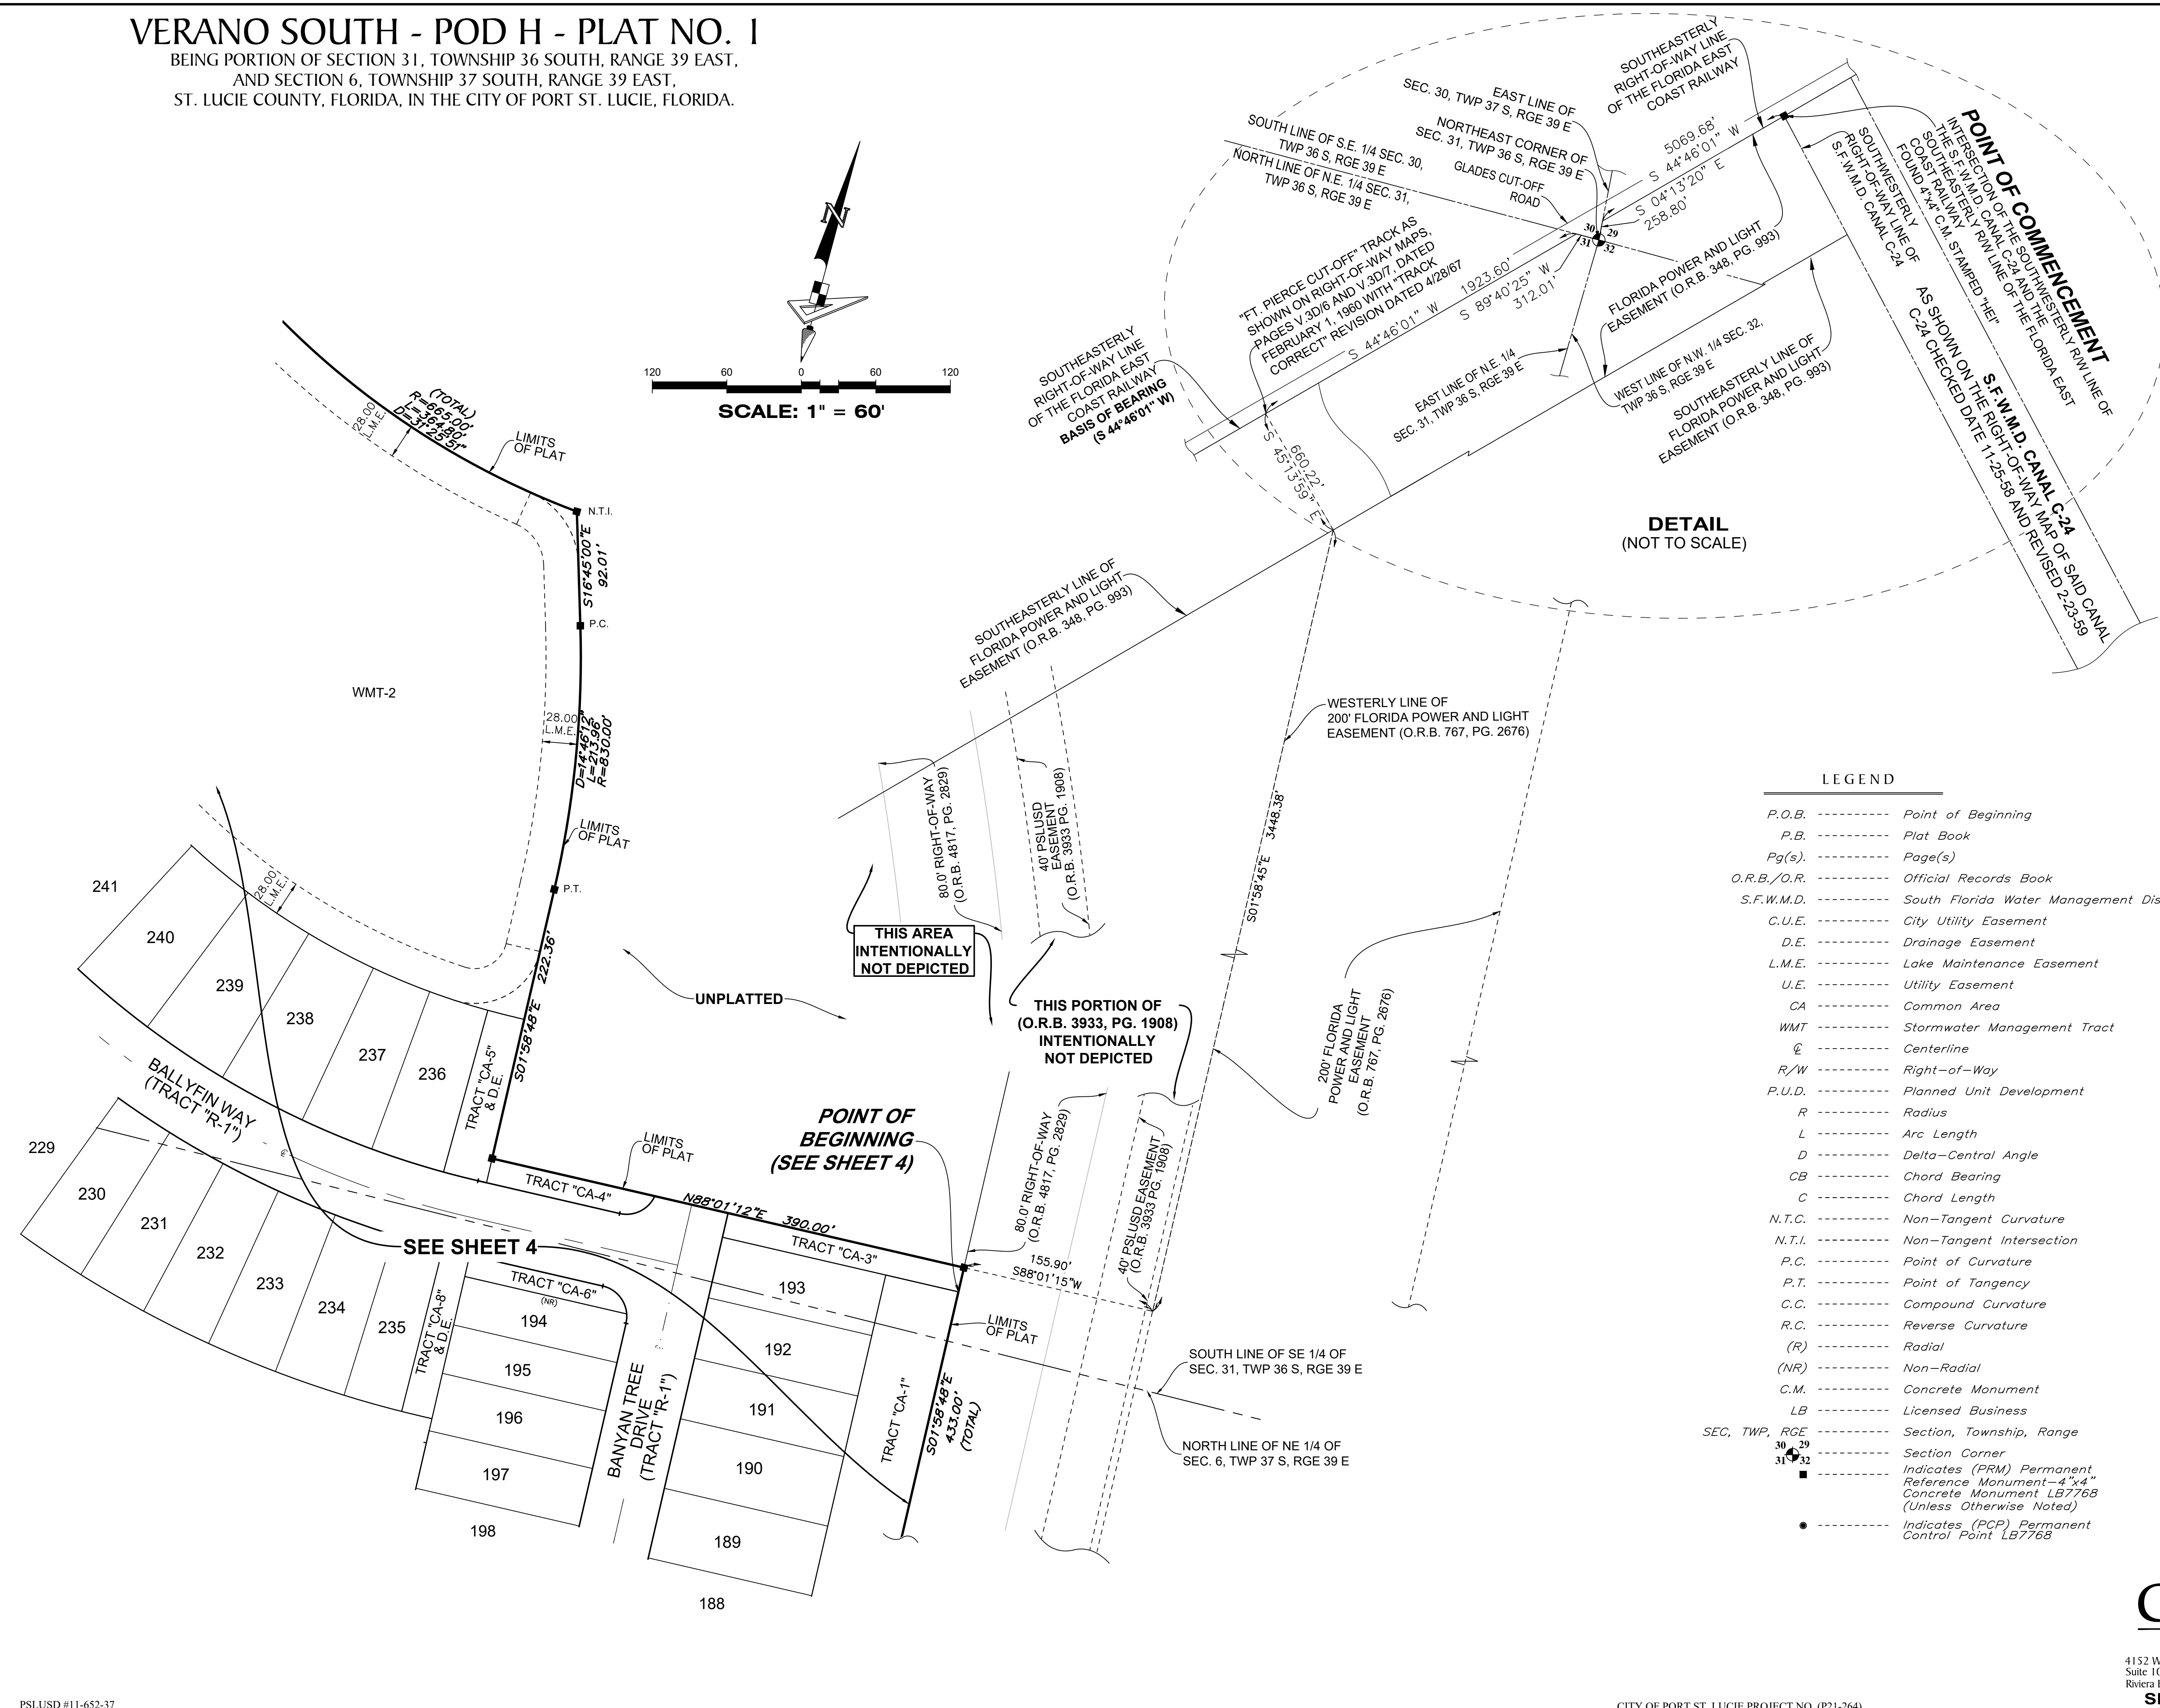 VERANO SOUTH - POD H - PLAT NO. 1
BEING PORTION OF SECTION 31, TOWNSHIP 36 SOUTH, RANGE 39 EAST,
AND SECTION 6, TOWNSHIP 37 SOUTH, RANGE 39 EAST,
ST. LUCIE COUNTY, FLORIDA, IN THE CITY OF PORT ST. LUCIE, FLORIDA.
N
120 60 0 60 120
SCALE: 1" = 60'
SOUTHEASTERLY
RIGHT-OF-WAY LINE
OF THE FLORIDA EAST
COAST RAILWAY
EAST LINE OF
SEC. 30, TWP 37 S, RGE 39 E
NORTHEAST CORNER OF
SEC. 31, TWP 36 S, RGE 39 E
GLADES CUT-OFF
ROAD
SOUTH LINE OF S.E. 1/4 SEC. 30,
TWP 36 S, RGE 39 E
NORTH LINE OF N.E. 1/4 SEC. 31,
TWP 36 S, RGE 39 E
5069.68'
S 44°46'01" W
S 04°13'20" E
258.80'
30 29
31 32
POINT OF COMMENCEMENT
INTERSECTION OF THE SOUTHWESTERLY R/W LINE OF
THE S.F.W.M.D. CANAL C-24 AND THE
SOUTHEASTERLY R/W LINE OF THE FLORIDA EAST
COAST RAILWAY
FOUND 4"x4" C.M. STAMPED "HEI"
SOUTHWESTERLY
RIGHT-OF-WAY LINE OF
S.F.W.M.D. CANAL C-24
S.F.W.M.D. CANAL C-24
AS SHOWN ON THE RIGHT-OF-WAY MAP OF SAID CANAL
C-24 CHECKED DATE 11-25-58 AND REVISED 2-23-59
"FT. PIERCE CUT-OFF" TRACK AS
SHOWN ON RIGHT-OF-WAY MAPS,
PAGES V.3D/6 AND V.3D/7, DATED
FEBRUARY 1, 1960 WITH "TRACK
CORRECT" REVISION DATED 4/28/67
S 44°46'01" W 1923.60'
S 89°40'25" W
312.01'
FLORIDA POWER AND LIGHT
EASEMENT (O.R.B. 348, PG. 993)
SOUTHEASTERLY
RIGHT-OF-WAY LINE
OF THE FLORIDA EAST
COAST RAILWAY
BASIS OF BEARING
(S 44°46'01" W)
EAST LINE OF N.E. 1/4
SEC. 31, TWP 36 S, RGE 39 E
WEST LINE OF N.W. 1/4 SEC. 32,
TWP 36 S, RGE 39 E
SOUTHEASTERLY LINE OF
FLORIDA POWER AND LIGHT
EASEMENT (O.R.B. 348, PG. 993)
660.22'
S 45°13'59" E
DETAIL
(NOT TO SCALE)
(TOTAL)
R=665.00'
L=364.80'
D=31°25'51"
28.00'
L.M.E.
LIMITS
OF PLAT
N.T.I.
S16°45'00"E
92.01'
P.C.
WMT-2
28.00'
L.M.E.
D=14°46'12"
L=213.96'
R=830.00'
LIMITS
OF PLAT
P.T.
28.00'
L.M.E.
SOUTHEASTERLY LINE OF
FLORIDA POWER AND LIGHT
EASEMENT (O.R.B. 348, PG. 993)
WESTERLY LINE OF
200' FLORIDA POWER AND LIGHT
EASEMENT (O.R.B. 767, PG. 2676)
80.0' RIGHT-OF-WAY
(O.R.B. 4817, PG. 2829)
40' PSLUSD
EASEMENT
(O.R.B. 3933 PG. 1908)
S01°58'45"E 3448.38'
THIS AREA
INTENTIONALLY
NOT DEPICTED
UNPLATTED
THIS PORTION OF
(O.R.B. 3933, PG. 1908)
INTENTIONALLY
NOT DEPICTED
200' FLORIDA
POWER AND LIGHT
EASEMENT
(O.R.B. 767, PG. 2676)
241
240
239
238
237
236
TRACT "CA-5"
& D.E.
S01°58'48"E 222.36'
BALLYFIN WAY
(TRACT "R-1")
℄
229
230
231
232
233
234
235
TRACT "CA-8"
& D.E.
SEE SHEET 4
TRACT "CA-4"
LIMITS
OF PLAT
N88°01'12"E 390.00'
POINT OF
BEGINNING
(SEE SHEET 4)
TRACT "CA-3"
TRACT "CA-6"
(NR)
194
195
196
197
198
BANYAN TREE
DRIVE
(TRACT "R-1")
193
192
191
190
189
188
TRACT "CA-1"
S01°58'48"E
433.00'
(TOTAL)
LIMITS
OF PLAT
80.0' RIGHT-OF-WAY
(O.R.B. 4817, PG. 2829)
155.90'
S88°01'15"W
40' PSLUSD EASEMENT
(O.R.B. 3933 PG. 1908)
SOUTH LINE OF SE 1/4 OF
SEC. 31, TWP 36 S, RGE 39 E
NORTH LINE OF NE 1/4 OF
SEC. 6, TWP 37 S, RGE 39 E
LEGEND
P.O.B. ---------- Point of Beginning
P.B. ---------- Plat Book
Pg(s). ---------- Page(s)
O.R.B./O.R. ---------- Official Records Book
S.F.W.M.D. ---------- South Florida Water Management Dis
C.U.E. ---------- City Utility Easement
D.E. ---------- Drainage Easement
L.M.E. ---------- Lake Maintenance Easement
U.E. ---------- Utility Easement
CA ---------- Common Area
WMT ---------- Stormwater Management Tract
℄ ---------- Centerline
R/W ---------- Right-of-Way
P.U.D. ---------- Planned Unit Development
R ---------- Radius
L ---------- Arc Length
D ---------- Delta-Central Angle
CB ---------- Chord Bearing
C ---------- Chord Length
N.T.C. ---------- Non-Tangent Curvature
N.T.I. ---------- Non-Tangent Intersection
P.C. ---------- Point of Curvature
P.T. ---------- Point of Tangency
C.C. ---------- Compound Curvature
R.C. ---------- Reverse Curvature
(R) ---------- Radial
(NR) ---------- Non-Radial
C.M. ---------- Concrete Monument
LB ---------- Licensed Business
SEC, TWP, RGE ---------- Section, Township, Range
30 29
31 32 ---------- Section Corner
■ ---------- Indicates (PRM) Permanent
Reference Monument-4"x4"
Concrete Monument LB7768
(Unless Otherwise Noted)
---------- Indicates (PCP) Permanent
Control Point LB7768
4152 W
Suite 10
Riviera
PSLUSD #11-652-37
CITY OF PORT ST. LUCIE PROJECT NO. (P21-264)